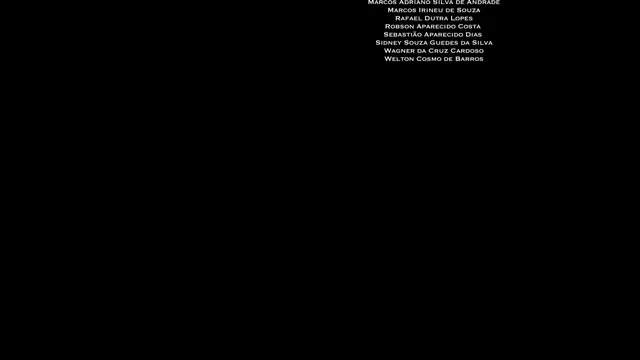 Marcos Adriano Silva de Andrade
Marcos Irineu de Souza
Rafael Dutra Lopes
Robson Aparecido Costa
Sebastião Aparecido Dias
Sidney Souza Guedes da Silva
Wagner da Cruz Cardoso
Welton Cosmo de Barros